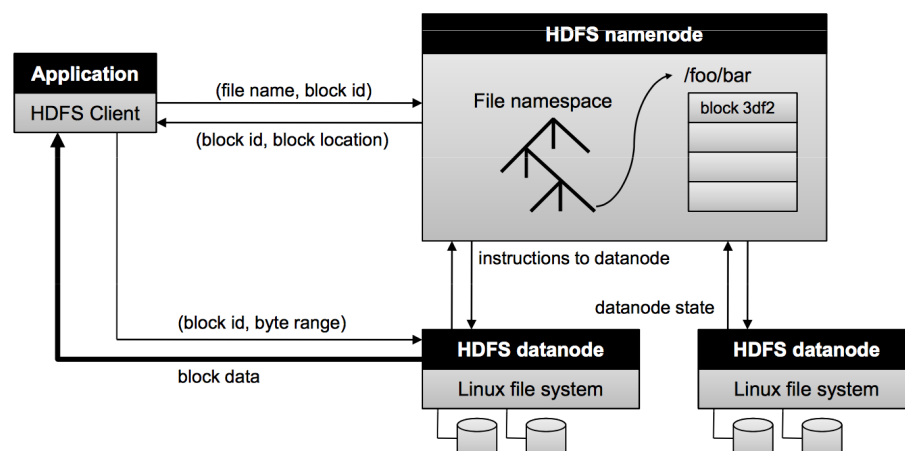 HDFS namenode
Application
HDFS Client
(file name, block id)
(block id, block location)
File namespace
/foo/bar
block 3df2
instructions to datanode
datanode state
(block id, byte range)
block data
HDFS datanode
Linux file system
HDFS datanode
Linux file system